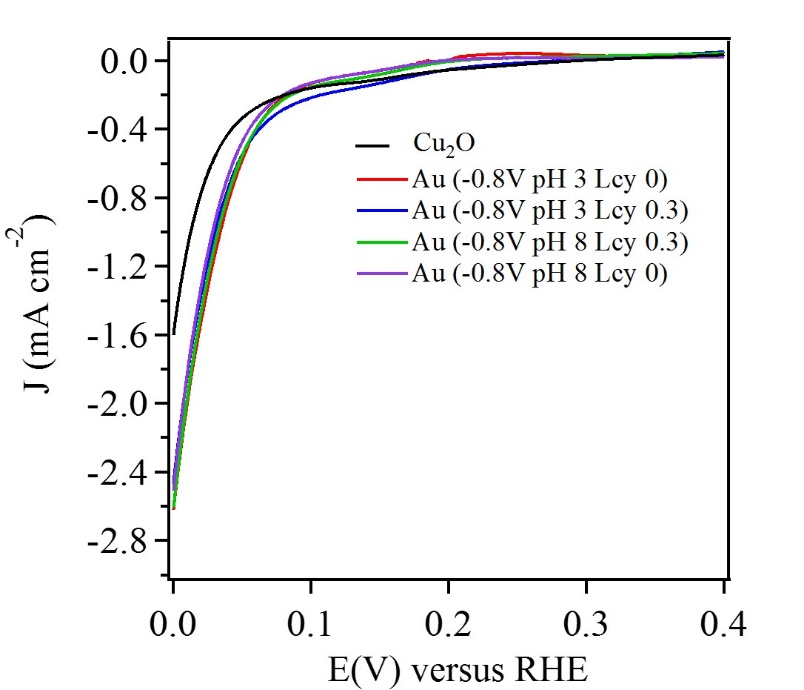 0.0
-0.4
-0.8
-1.2
-1.6
-2.0
-2.4
-2.8
J (mA cm⁻²)
Cu₂O
Au (-0.8V pH 3 Lcy 0)
Au (-0.8V pH 3 Lcy 0.3)
Au (-0.8V pH 8 Lcy 0.3)
Au (-0.8V pH 8 Lcy 0)
0.0 0.1 0.2 0.3 0.4
E(V) versus RHE